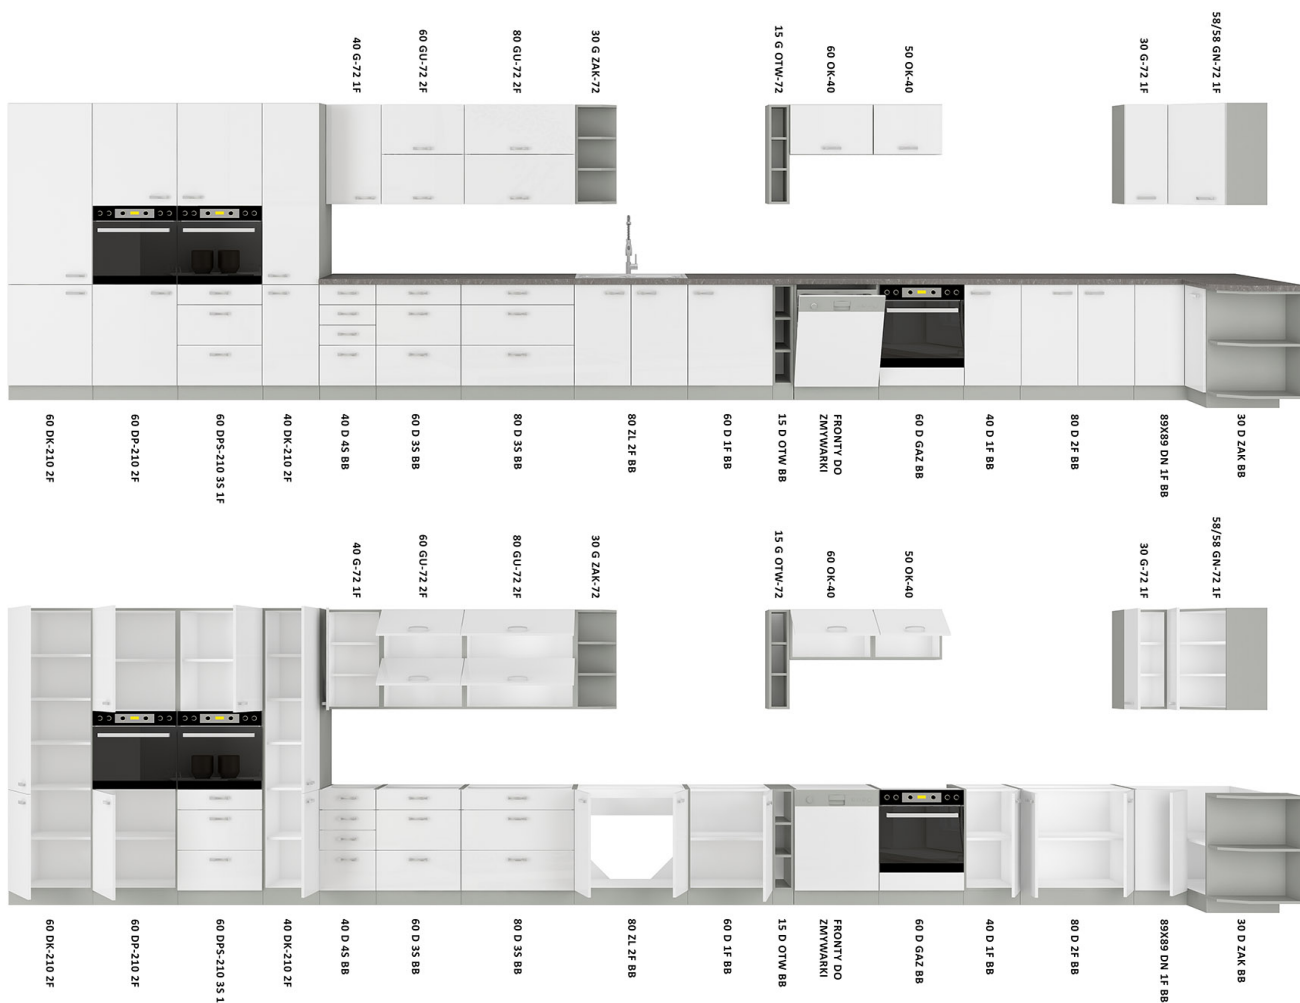 40 G-72 1F
60 GU-72 2F
80 GU-72 2F
30 G ZAK-72
15 G OTW-72
60 OK-40
50 OK-40
30 G-72 1F
58/58 GN-72 1F
60 DK-210 2F
60 DP-210 2F
60 DPS-210 3S 1F
40 DK-210 2F
40 D 4S BB
60 D 3S BB
80 D 3S BB
80 ZL 2F BB
60 D 1F BB
15 D OTW BB
FRONTY DO
ZMYWARKI
60 D GAZ BB
40 D 1F BB
80 D 2F BB
89X89 DN 1F BB
30 D ZAK BB
40 G-72 1F
60 GU-72 2F
80 GU-72 2F
30 G ZAK-72
15 G OTW-72
60 OK-40
50 OK-40
30 G-72 1F
58/58 GN-72 1F
60 DK-210 2F
60 DP-210 2F
60 DPS-210 3S 1
40 DK-210 2F
40 D 4S BB
60 D 3S BB
80 D 3S BB
80 ZL 2F BB
60 D 1F BB
15 D OTW BB
FRONTY DO
ZMYWARKI
60 D GAZ BB
40 D 1F BB
80 D 2F BB
89X89 DN 1F BB
30 D ZAK BB